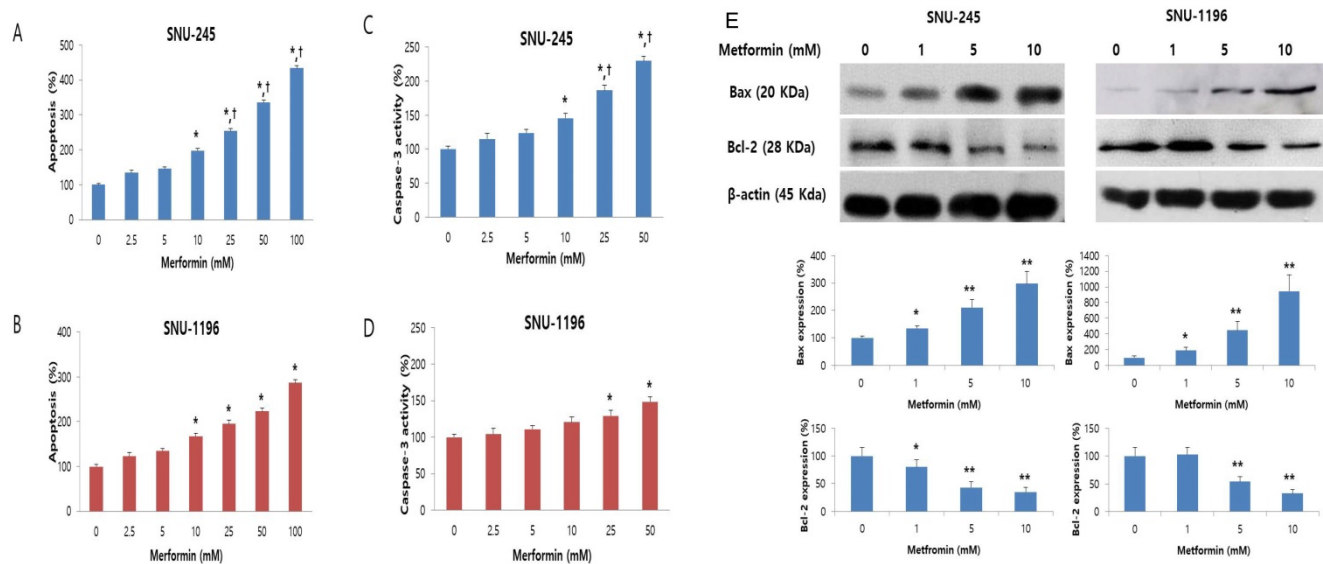 A
SNU-245
Apoptosis (%)
500
400
300
200
100
0
*
*,†
*,†
*,†
0 2.5 5 10 25 50 100
Merformin (mM)
B
SNU-1196
Apoptosis (%)
400
300
200
100
0
*
*
*
*
0 2.5 5 10 25 50 100
Merformin (mM)
C
SNU-245
Caspase-3 activity (%)
250
200
150
100
50
0
*
*,†
*,†
0 2.5 5 10 25 50
Merformin (mM)
D
SNU-1196
Caspase-3 activity (%)
250
200
150
100
50
0
*
*
0 2.5 5 10 25 50
Merformin (mM)
E
SNU-245 SNU-1196
Metformin (mM) 0 1 5 10 0 1 5 10
Bax (20 KDa)
Bcl-2 (28 KDa)
β-actin (45 Kda)
Bax expression (%)
400
300
200
100
0
*
**
**
0 1 5 10
Metformin (mM)
Bax expression (%)
1400
1200
1000
800
600
400
200
0
*
**
**
0 1 5 10
Metformin (mM)
Bcl-2 expression (%)
150
100
50
0
*
**
**
0 1 5 10
Metfromin (mM)
Bcl-2 expression (%)
150
100
50
0
**
**
0 1 5 10
Metformin (mM)